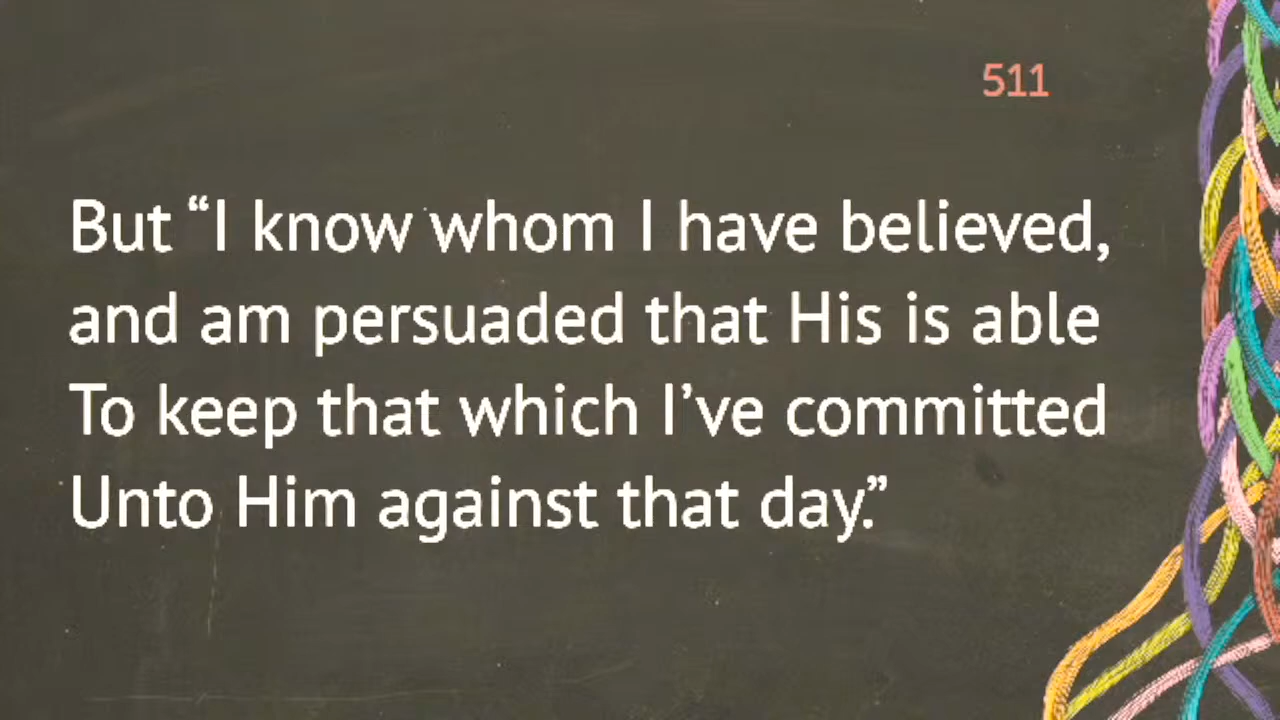 511
But “I know whom I have believed,
and am persuaded that His is able
To keep that which I’ve committed
Unto Him against that day.”